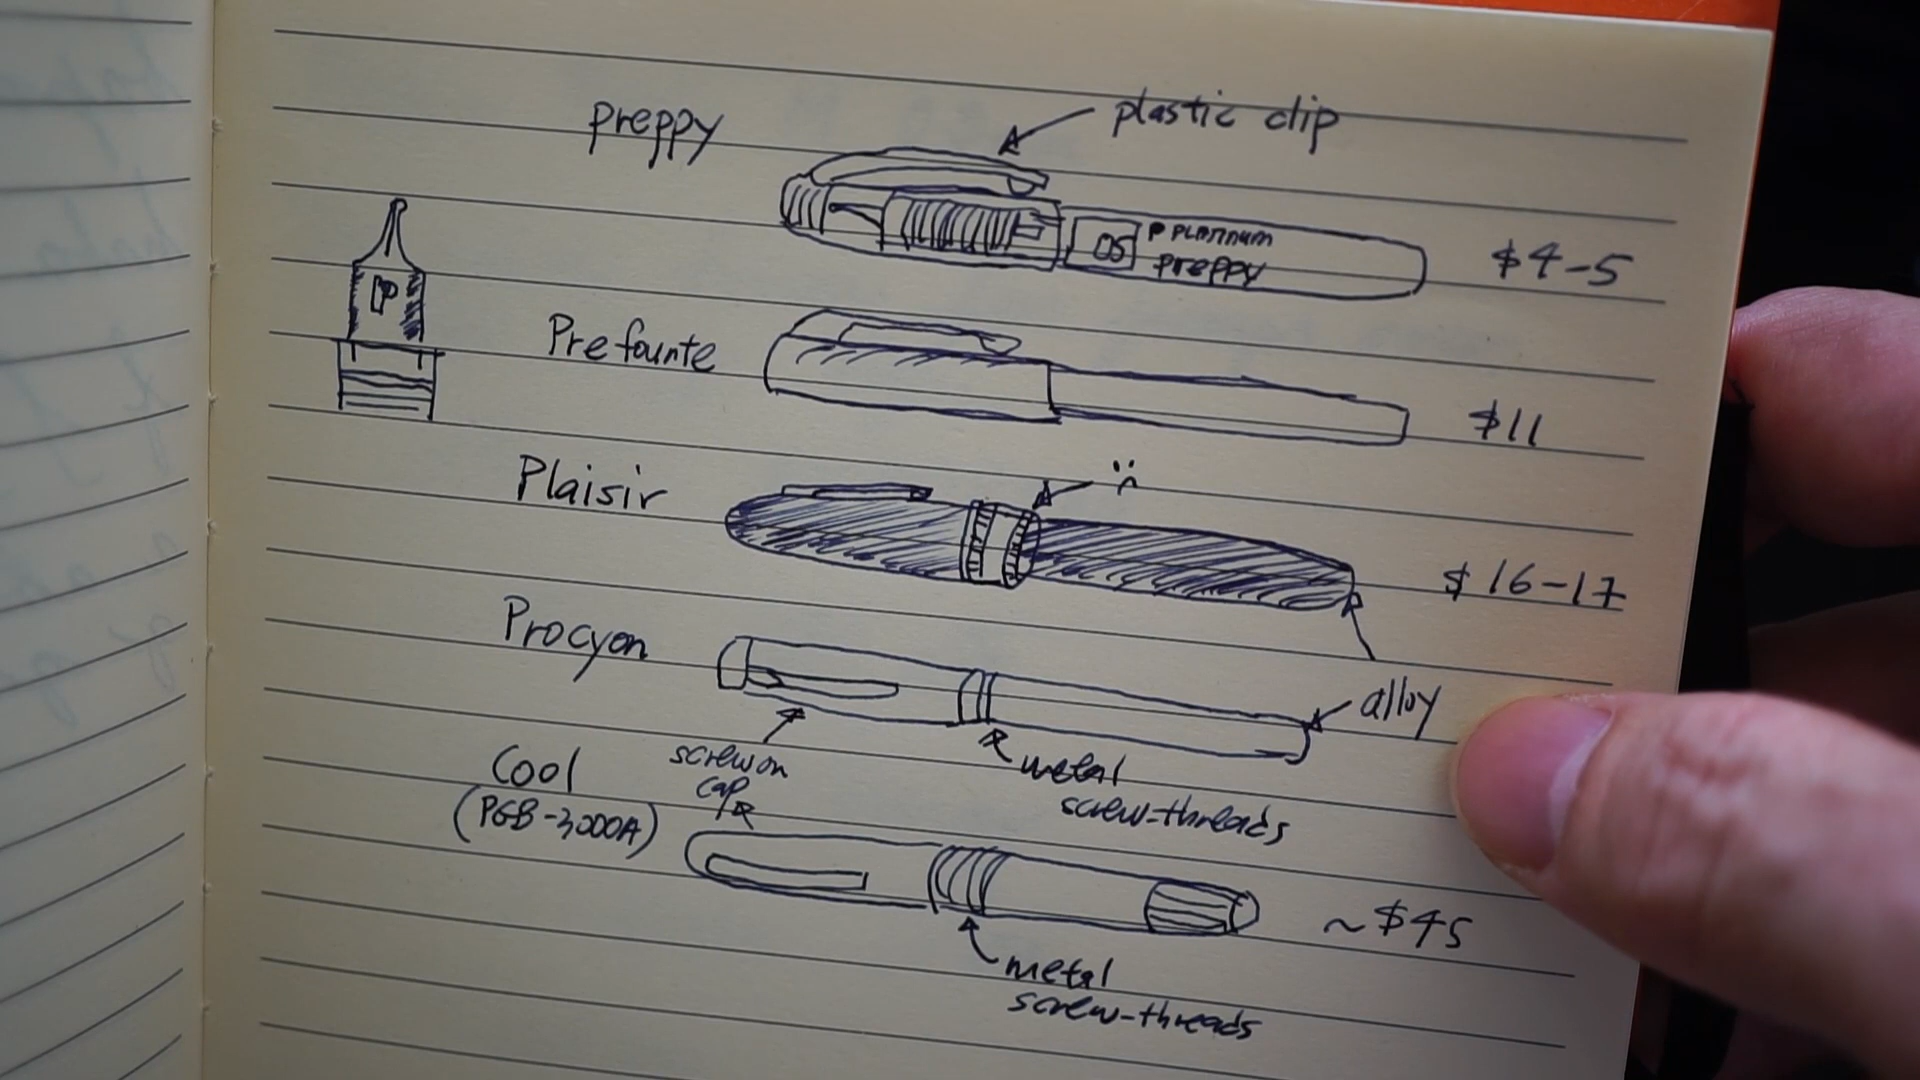 preppy
plastic clip
05
P PLATINUM
preppy
$4-5
P
Prefounte
$11
Plaisir
$16-17
Procyon
alloy
screw on
cap
metal
screw-threads
Cool
(PGB-3000A)
~$45
metal
screw-threads